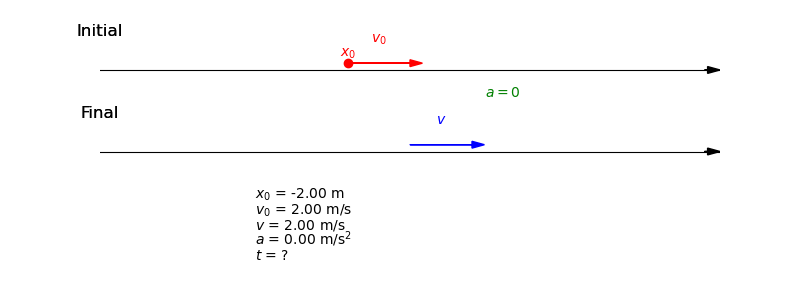 Initial
v₀
x₀
a = 0
Final
v
x₀ = -2.00 m
v₀ = 2.00 m/s
v = 2.00 m/s
a = 0.00 m/s²
t = ?